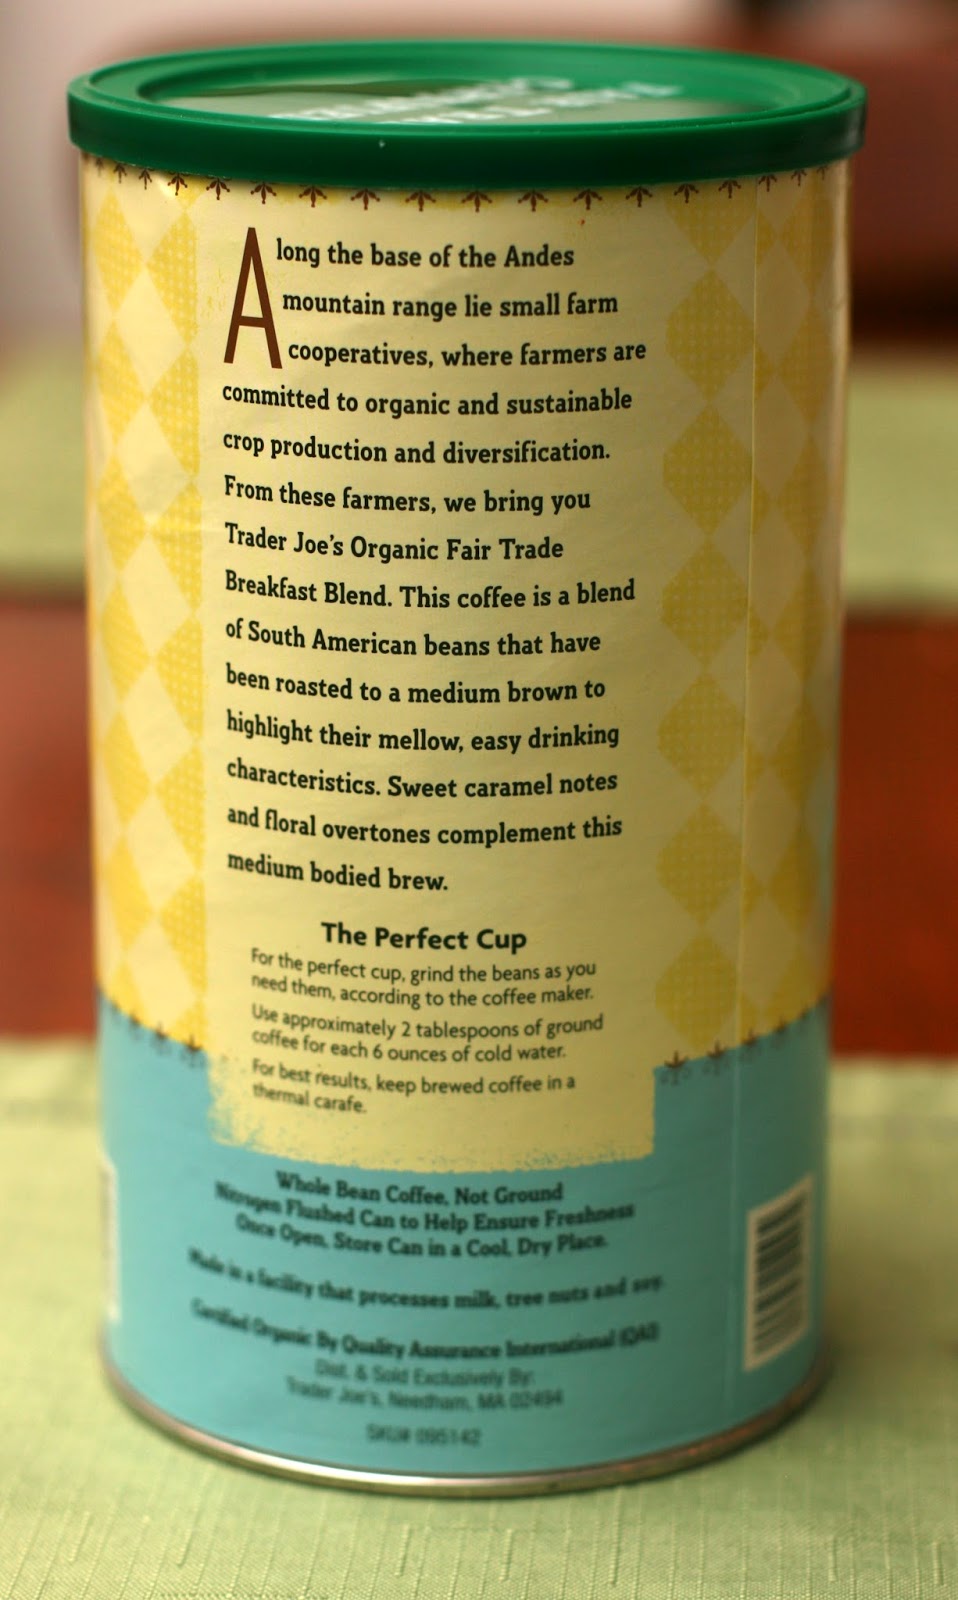 Along the base of the Andes
mountain range lie small farm
cooperatives, where farmers are
committed to organic and sustainable
crop production and diversification.
From these farmers, we bring you
Trader Joe's Organic Fair Trade
Breakfast Blend. This coffee is a blend
of South American beans that have
been roasted to a medium brown to
highlight their mellow, easy drinking
characteristics. Sweet caramel notes
and floral overtones complement this
medium bodied brew.
The Perfect Cup
For the perfect cup, grind the beans as you
need them, according to the coffee maker.
Use approximately 2 tablespoons of ground
coffee for each 6 ounces of cold water.
For best results, keep brewed coffee in a
thermal carafe.
Whole Bean Coffee, Not Ground
Nitrogen Flushed Can to Help Ensure Freshness
Once Open, Store Can in a Cool, Dry Place.
Made in a facility that processes milk, tree nuts and soy.
Certified Organic By Quality Assurance International (QAI)
Dist. & Sold Exclusively By:
Trader Joe's, Needham, MA 02494
SKU# 095142